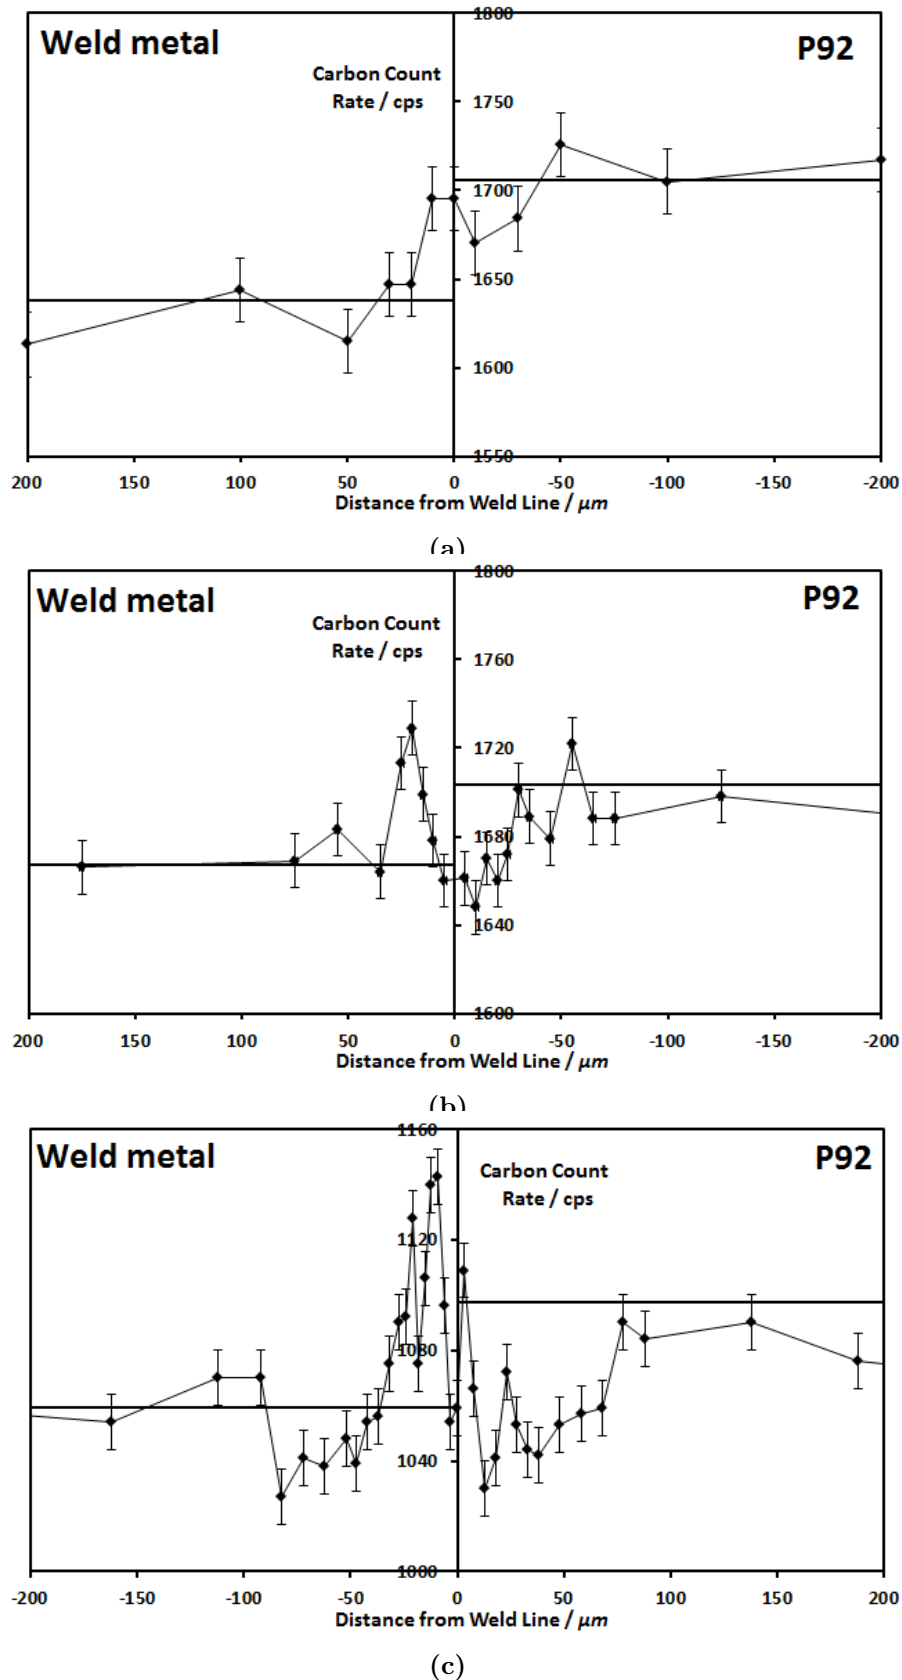 Weld metal
P92
Carbon Count
Rate / cps
1800
1750
1700
1650
1600
1550
200 150 100 50 0 -50 -100 -150 -200
Distance from Weld Line / μm
(a)
Weld metal
P92
Carbon Count
Rate / cps
1800
1760
1720
1680
1640
1600
200 150 100 50 0 -50 -100 -150 -200
Distance from Weld Line / μm
(b)
Weld metal
P92
Carbon Count
Rate / cps
1160
1120
1080
1040
1000
-200 -150 -100 -50 0 50 100 150 200
Distance from Weld Line / μm
(c)